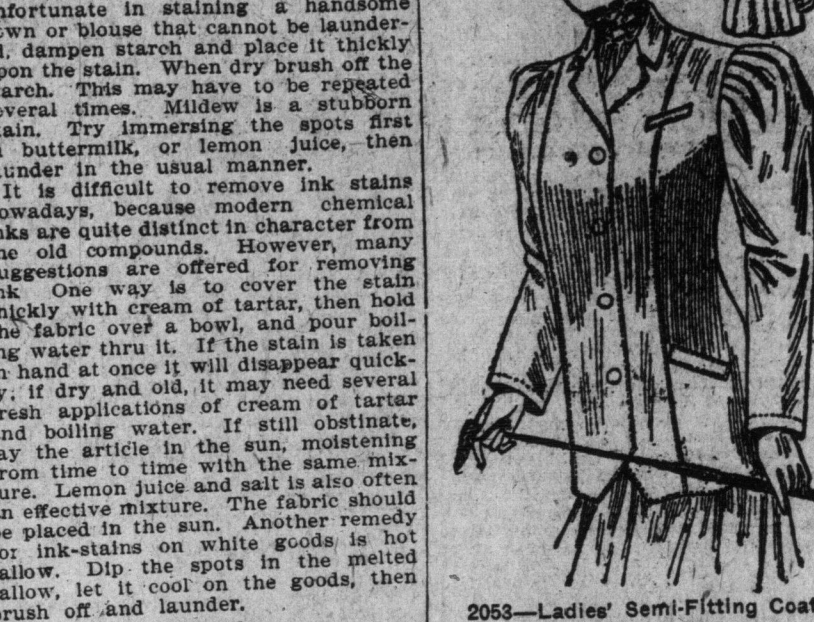 nfortunate in staining a handsome
own or blouse that cannot be launder-
d, dampen starch and place it thickly
pon the stain. When dry brush off the
tarch. This may have to be repeated
everal times. Mildew is a stubborn
tain. Try immersing the spots first
n buttermilk, or lemon juice, then
aunder in the usual manner.
It is difficult to remove ink stains
owadays, because modern chemical
nks are quite distinct in character from
he old compounds. However, many
uggestions are offered for removing
nk One way is to cover the stain
hickly with cream of tartar, then hold
he fabric over a bowl, and pour boil-
ng water thru it. If the stain is taken
n hand at once it will disappear quick-
y; if dry and old, it may need several
resh applications of cream of tartar
and boiling water. If still obstinate,
ay the article in the sun, moistening
rom time to time with the same mix-
ure. Lemon juice and salt is also often
n effective mixture. The fabric should
be placed in the sun. Another remedy
or ink-stains on white goods is hot
allow. Dip the spots in the melted
allow, let it cool on the goods, then
brush off and launder.
2053—Ladies' Semi-Fitting Coat